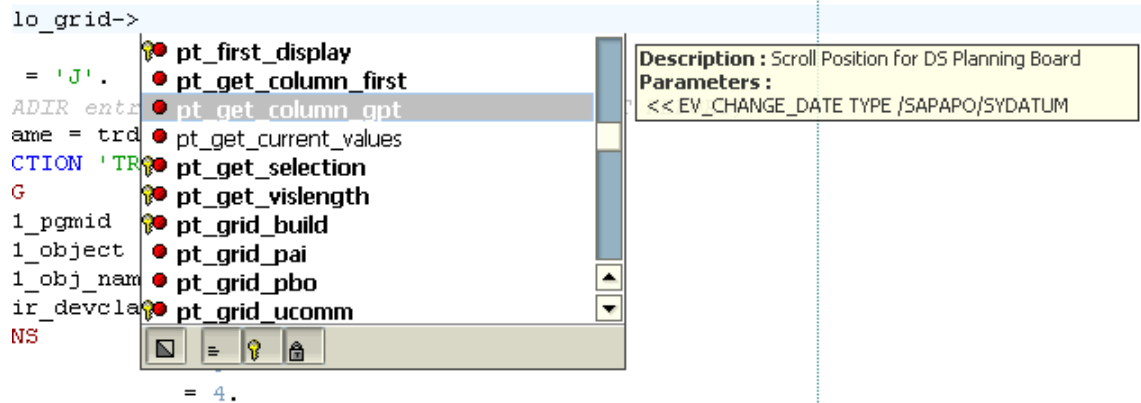 lo_grid->
pt_first_display
pt_get_column_first
pt_get_column_gpt
pt_get_current_values
pt_get_selection
pt_get_vislength
pt_grid_build
pt_grid_pai
pt_grid_pbo
pt_grid_ucomm
Description : Scroll Position for DS Planning Board
Parameters :
<< EV_CHANGE_DATE TYPE /SAPAPO/SYDATUM
= 'J'.
ADIR entr
ame = trd
CTION 'TR
G
1_pgmid
1_object
1_obj_nam
ir_devcla
NS
= 4.